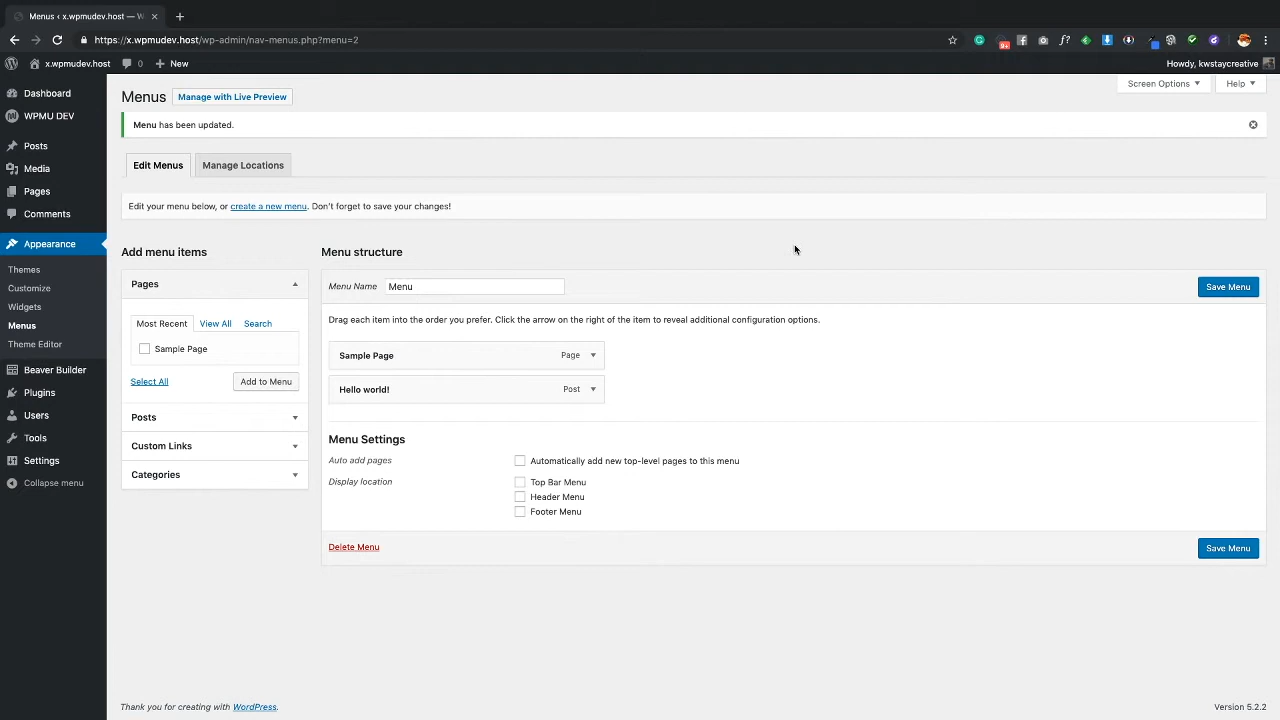 Menus ‹ x.wpmudev.host — W
https://x.wpmudev.host/wp-admin/nav-menus.php?menu=2
x.wpmudev.host
0
New
Howdy, kwstaycreative
Dashboard
WPMU DEV
Posts
Media
Pages
Comments
Appearance
Themes
Customize
Widgets
Menus
Theme Editor
Beaver Builder
Plugins
Users
Tools
Settings
Collapse menu
Menus
Manage with Live Preview
Screen Options
Help
Menu has been updated.
Edit Menus
Manage Locations
Edit your menu below, or create a new menu. Don't forget to save your changes!
Add menu items
Pages
Most Recent
View All
Search
Sample Page
Select All
Add to Menu
Posts
Custom Links
Categories
Menu structure
Menu Name
Menu
Save Menu
Drag each item into the order you prefer. Click the arrow on the right of the item to reveal additional configuration options.
Sample Page
Page
Hello world!
Post
Menu Settings
Auto add pages
Automatically add new top-level pages to this menu
Display location
Top Bar Menu
Header Menu
Footer Menu
Delete Menu
Save Menu
Thank you for creating with WordPress.
Version 5.2.2